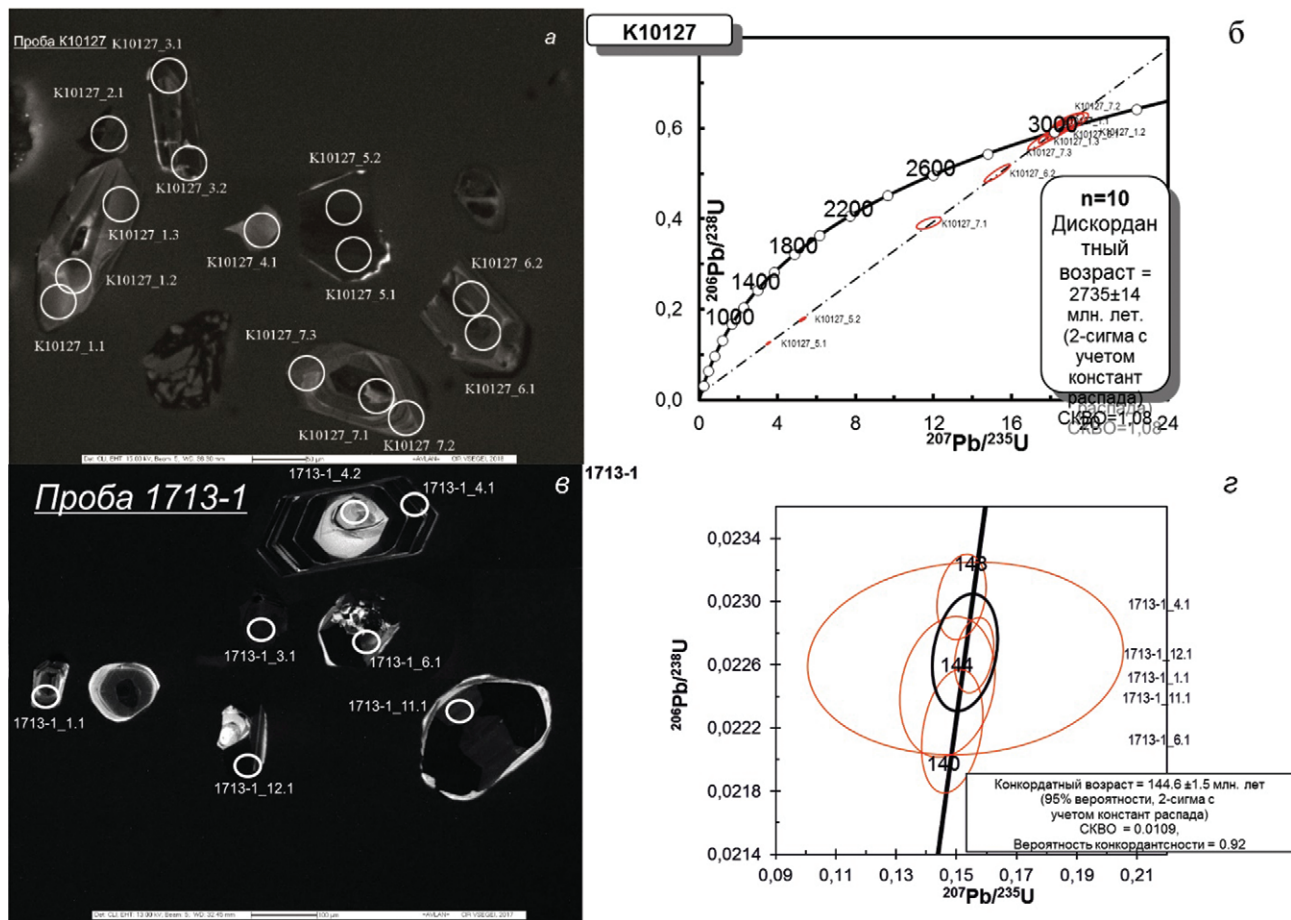 Проба К10127
а
K10127_3.1
K10127_2.1
K10127_3.2
K10127_1.3
K10127_1.2
K10127_1.1
K10127_4.1
K10127_5.2
K10127_5.1
K10127_6.2
K10127_6.1
K10127_7.3
K10127_7.1
K10127_7.2
K10127
б
206Pb/238U
0,6
0,4
0,2
0,0
0
4
8
12
16
20
24
207Pb/235U
1000
1400
1800
2200
2600
3000
K10127_7.2
K10127_1.2
K10127_1.3
K10127_7.3
K10127_6.2
K10127_7.1
K10127_5.2
K10127_5.1
n=10
Дискордан
тный
возраст =
2735±14
млн. лет.
(2-сигма с
учетом
констант
распада)
СКВО=1,08
Проба 1713-1
в
1713-1_4.2
1713-1_4.1
1713-1_3.1
1713-1_6.1
1713-1_1.1
1713-1_11.1
1713-1_12.1
100 µm
OR VSEGEI, 2017
1713-1
г
206Pb/238U
0,0234
0,0230
0,0226
0,0222
0,0218
0,0214
0,09
0,11
0,13
0,15
0,17
0,19
0,21
207Pb/235U
148
144
140
1713-1_4.1
1713-1_12.1
1713-1_1.1
1713-1_11.1
1713-1_6.1
Конкордатный возраст = 144.6 ±1.5 млн. лет
(95% вероятности, 2-сигма с
учетом констант распада)
СКВО = 0.0109,
Вероятность конкордантсности = 0.92